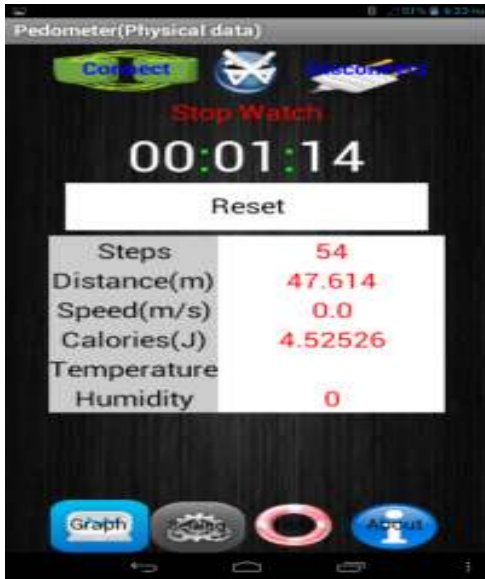 Pedometer(Physical data)
Connect
Stop Watch
00:01:14
Reset
Steps 54
Distance(m) 47.614
Speed(m/s) 0.0
Calories(J) 4.52526
Temperature
Humidity 0
Graph About